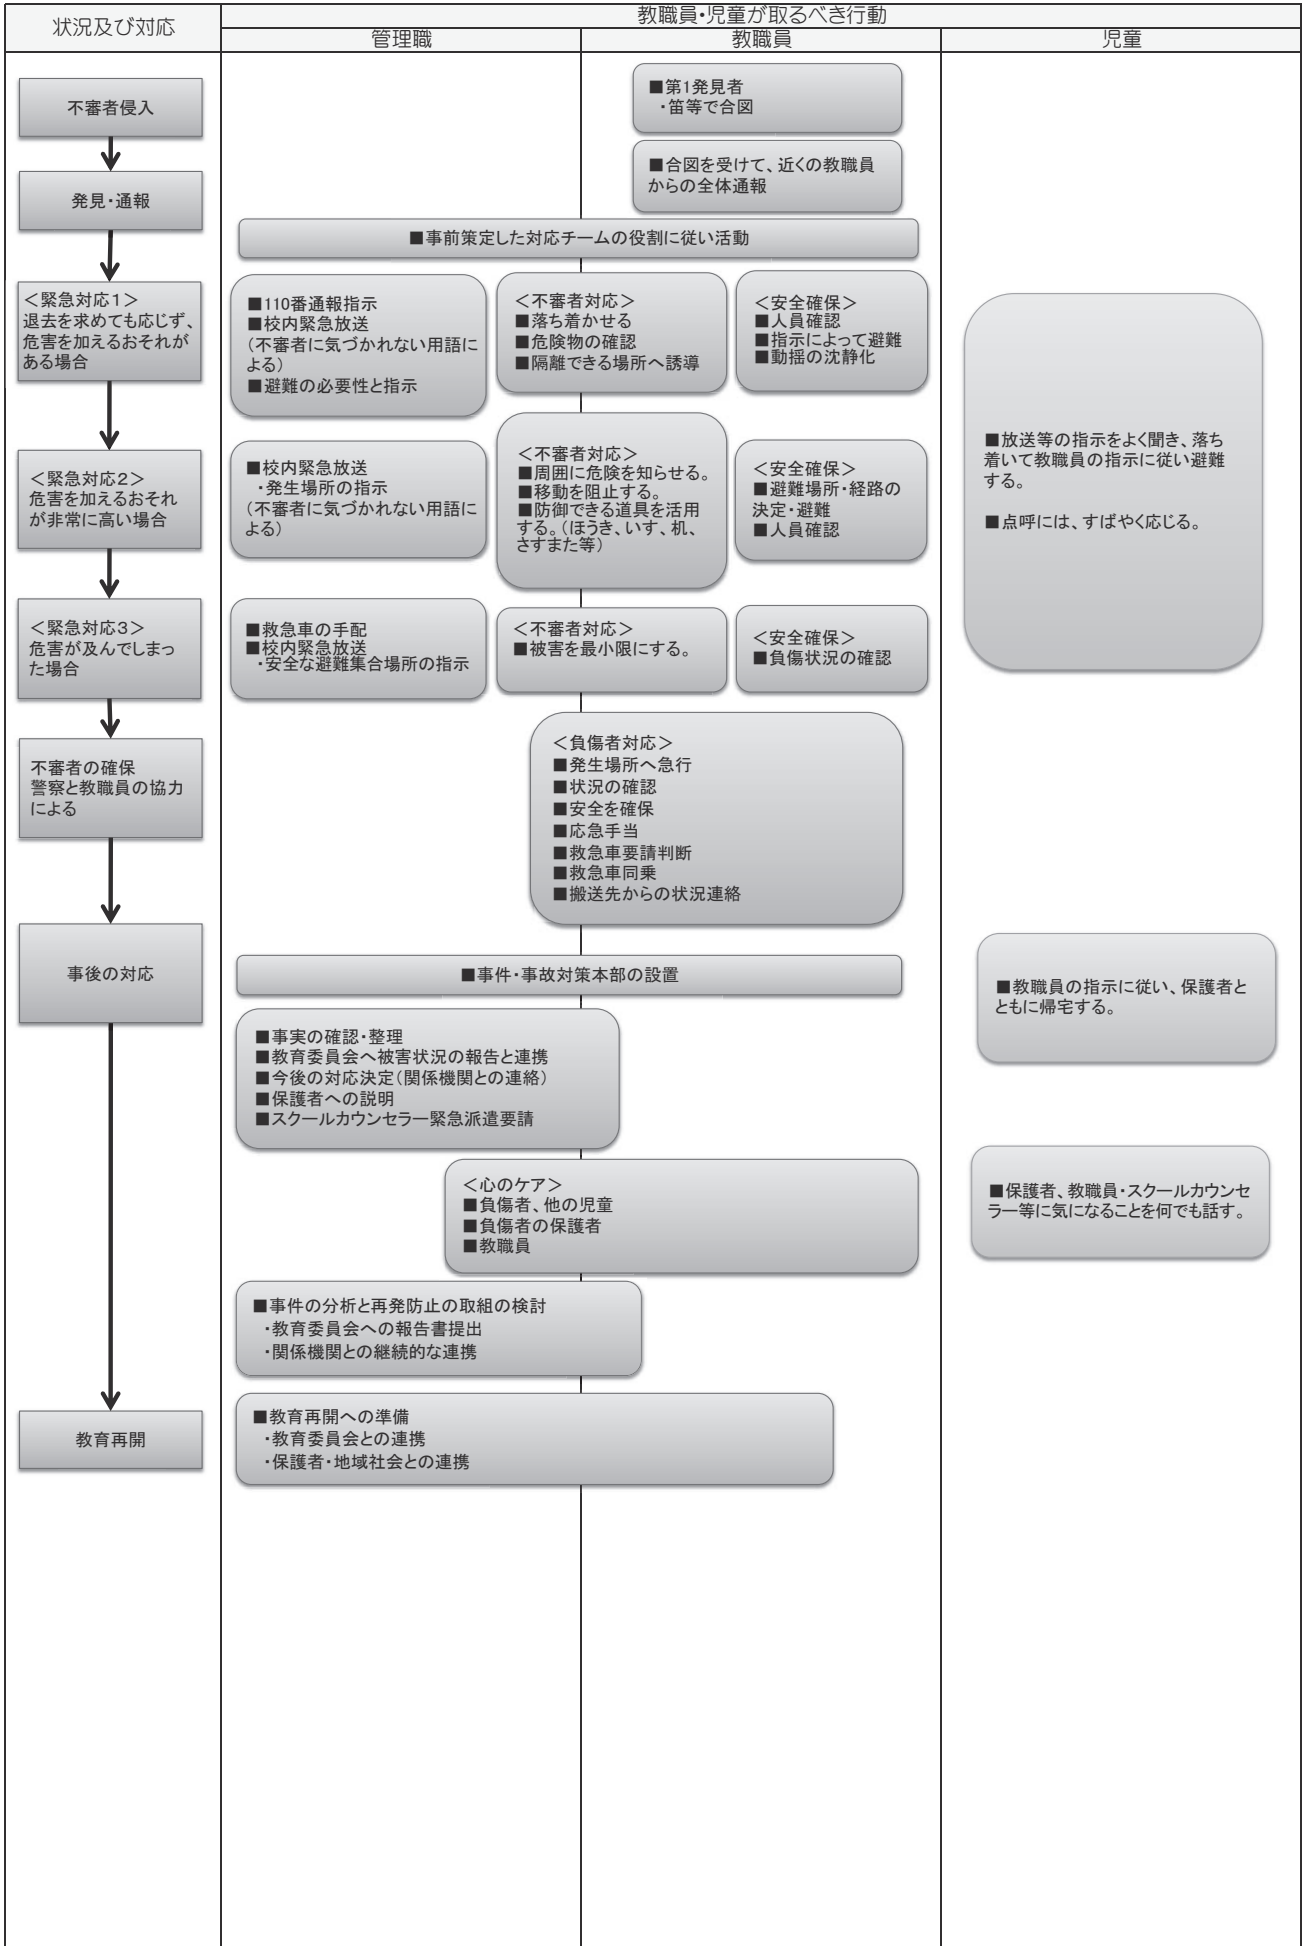 状況及び対応
教職員・児童が取るべき行動
管理職
教職員
児童
不審者侵入
■第1発見者
・笛等で合図
発見・通報
■合図を受けて、近くの教職員
からの全体通報
■事前策定した対応チームの役割に従い活動
＜緊急対応１＞
退去を求めても応じず、
危害を加えるおそれが
ある場合
■110番通報指示
■校内緊急放送
(不審者に気づかれない用語に
よる)
■避難の必要性と指示
＜不審者対応＞
■落ち着かせる
■危険物の確認
■隔離できる場所へ誘導
＜安全確保＞
■人員確認
■指示によって避難
■動揺の沈静化
■放送等の指示をよく聞き、落ち
着いて教職員の指示に従い避難
する。
■点呼には、すばやく応じる。
＜緊急対応２＞
危害を加えるおそれ
が非常に高い場合
■校内緊急放送
・発生場所の指示
(不審者に気づかれない用語に
よる)
＜不審者対応＞
■周囲に危険を知らせる。
■移動を阻止する。
■防御できる道具を活用
する。(ほうき、いす、机、
さすまた等)
＜安全確保＞
■避難場所・経路の
決定・避難
■人員確認
＜緊急対応３＞
危害が及んでしまっ
た場合
■救急車の手配
■校内緊急放送
・安全な避難集合場所の指示
＜不審者対応＞
■被害を最小限にする。
＜安全確保＞
■負傷状況の確認
不審者の確保
警察と教職員の協力
による
＜負傷者対応＞
■発生場所へ急行
■状況の確認
■安全を確保
■応急手当
■救急車要請判断
■救急車同乗
■搬送先からの状況連絡
事後の対応
■事件・事故対策本部の設置
■教職員の指示に従い、保護者と
ともに帰宅する。
■事実の確認・整理
■教育委員会へ被害状況の報告と連携
■今後の対応決定(関係機関との連絡)
■保護者への説明
■スクールカウンセラー緊急派遣要請
＜心のケア＞
■負傷者、他の児童
■負傷者の保護者
■教職員
■保護者、教職員・スクールカウンセ
ラー等に気になることを何でも話す。
■事件の分析と再発防止の取組の検討
・教育委員会への報告書提出
・関係機関との継続的な連携
教育再開
■教育再開への準備
・教育委員会との連携
・保護者・地域社会との連携